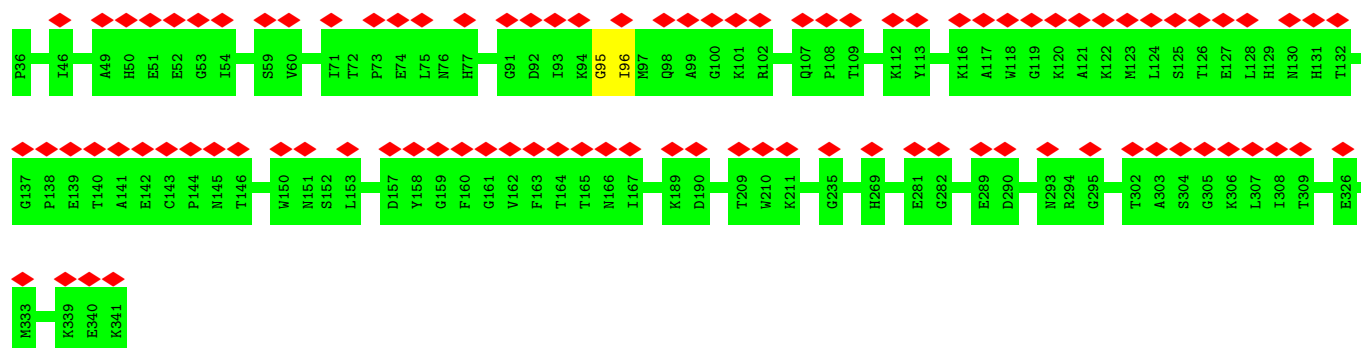 P36 I46 A49 H50 E51 E52 G53 I54 S59 V60 I71 T72 P73 E74 L75 N76 H77 G91 D92 I93 K94 G95 I96 M97 Q98 A99 G100 K101 R102 Q107 P108 T109 K112 Y113 K116 A117 W118 G119 K120 A121 K122 M123 L124 S125 T126 E127 L128 H129 N130 H131 T132
G137 P138 E139 T140 A141 E142 C143 P144 N145 T146 W150 N151 S152 L153 D157 Y158 G159 F160 G161 V162 F163 T164 T165 N166 I167 K189 D190 T209 W210 K211 G235 H269 E281 G282 E289 D290 N293 R294 G295 T302 A303 S304 G305 K306 L307 I308 T309 E326
M333 K339 E340 K341